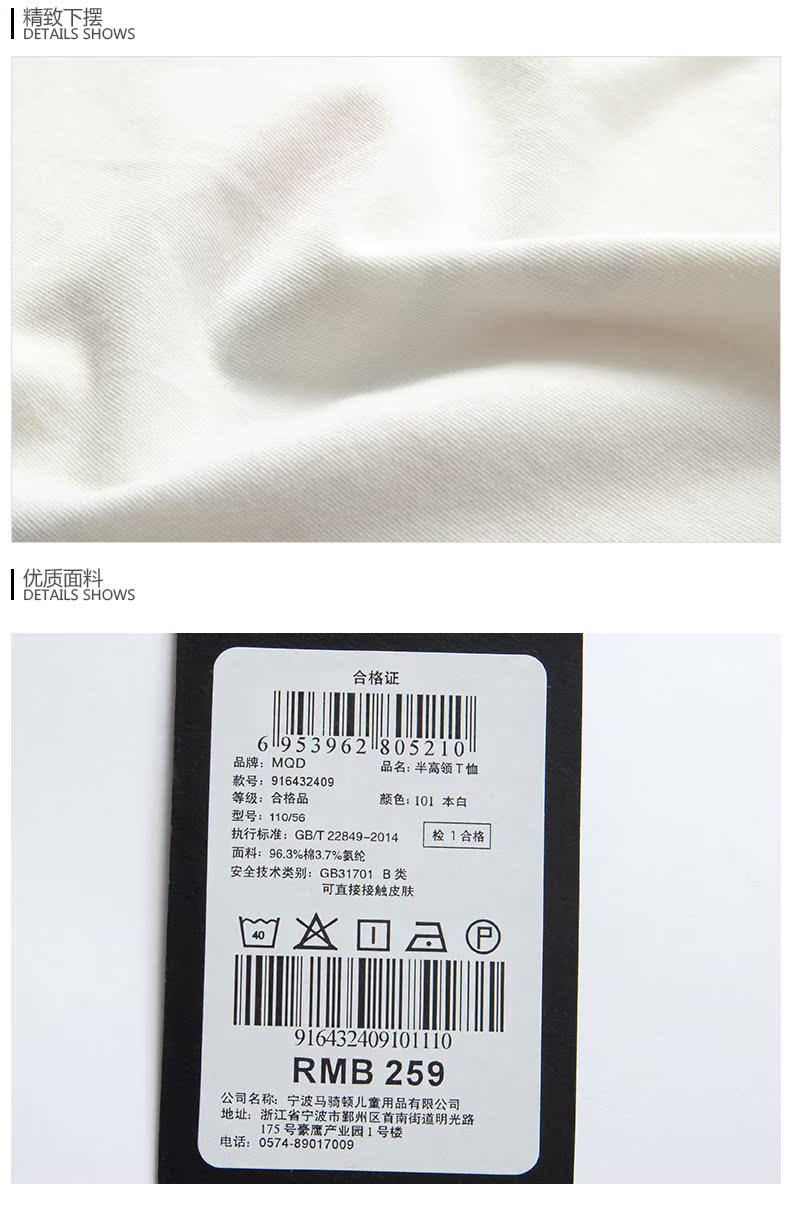 精致下摆
DETAILS SHOWS
优质面料
DETAILS SHOWS
合格证
6 953962 805210
品牌: MQD 品名: 半高领T恤
款号: 916432409
等级: 合格品 颜色: 101 本白
型号: 110/56
执行标准: GB/T 22849-2014 检 1 合格
面料: 96.3%棉3.7%氨纶
安全技术类别: GB31701 B 类
可直接接触皮肤
40 P
916432409101110
RMB 259
公司名称: 宁波马骑顿儿童用品有限公司
地址: 浙江省宁波市鄞州区首南街道明光路
175 号豪鹰产业园1号楼
电话: 0574-89017009